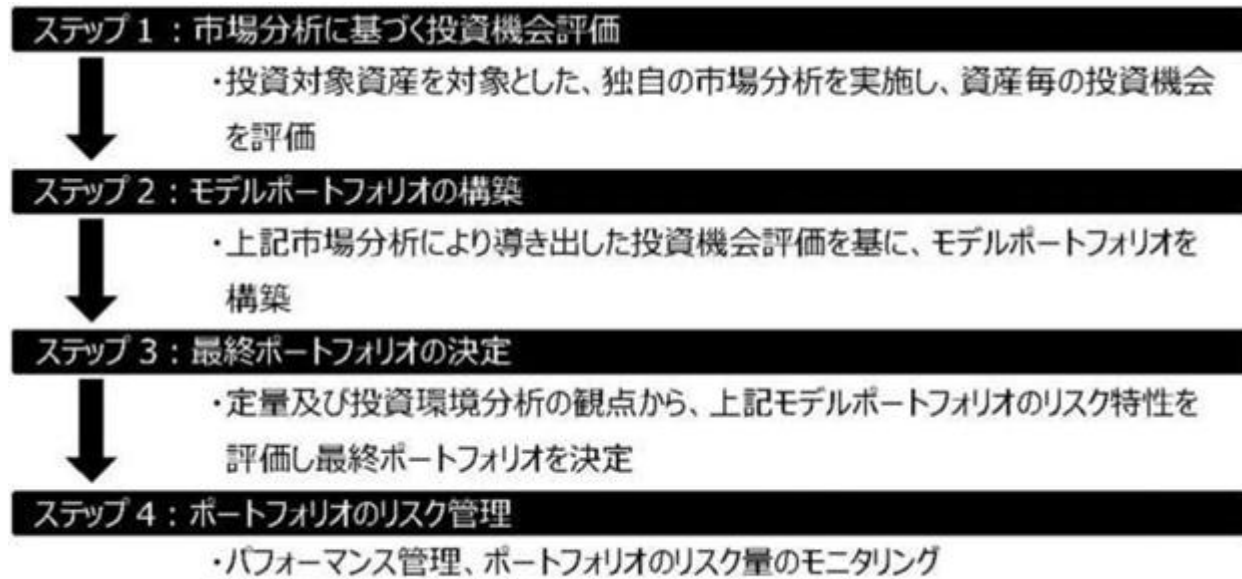 ステップ１：市場分析に基づく投資機会評価
・投資対象資産を対象とした、独自の市場分析を実施し、資産毎の投資機会
を評価
ステップ２：モデルポートフォリオの構築
・上記市場分析により導き出した投資機会評価を基に、モデルポートフォリオを
構築
ステップ３：最終ポートフォリオの決定
・定量及び投資環境分析の観点から、上記モデルポートフォリオのリスク特性を
評価し最終ポートフォリオを決定
ステップ４：ポートフォリオのリスク管理
・パフォーマンス管理、ポートフォリオのリスク量のモニタリング